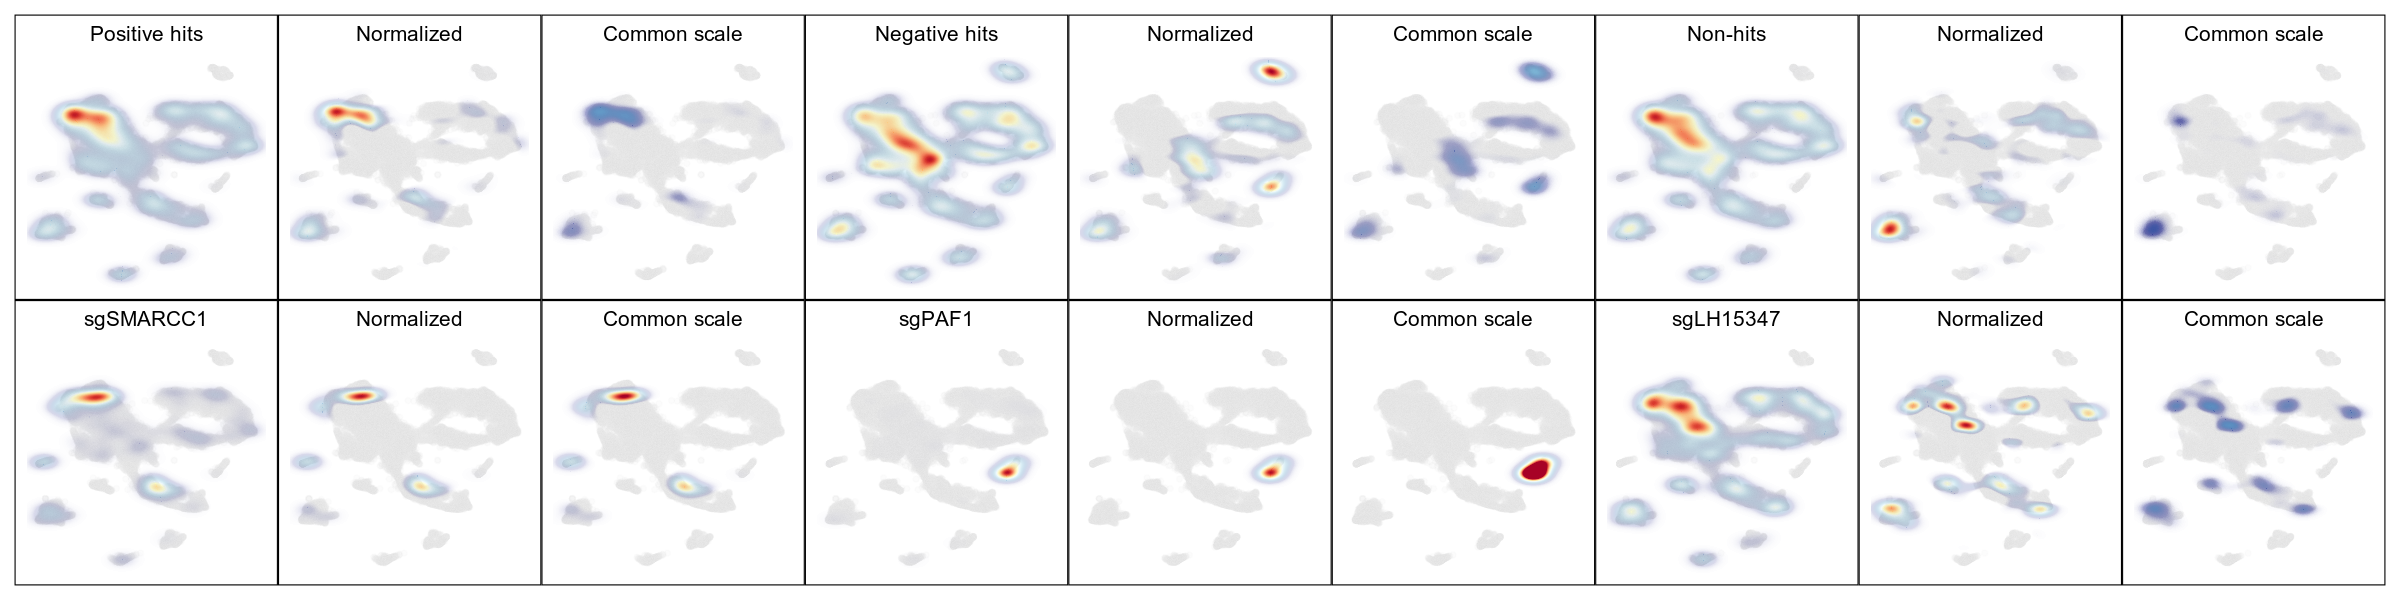 Positive hits
Normalized
Common scale
Negative hits
Normalized
Common scale
Non-hits
Normalized
Common scale
sgSMARCC1
Normalized
Common scale
sgPAF1
Normalized
Common scale
sgLH15347
Normalized
Common scale